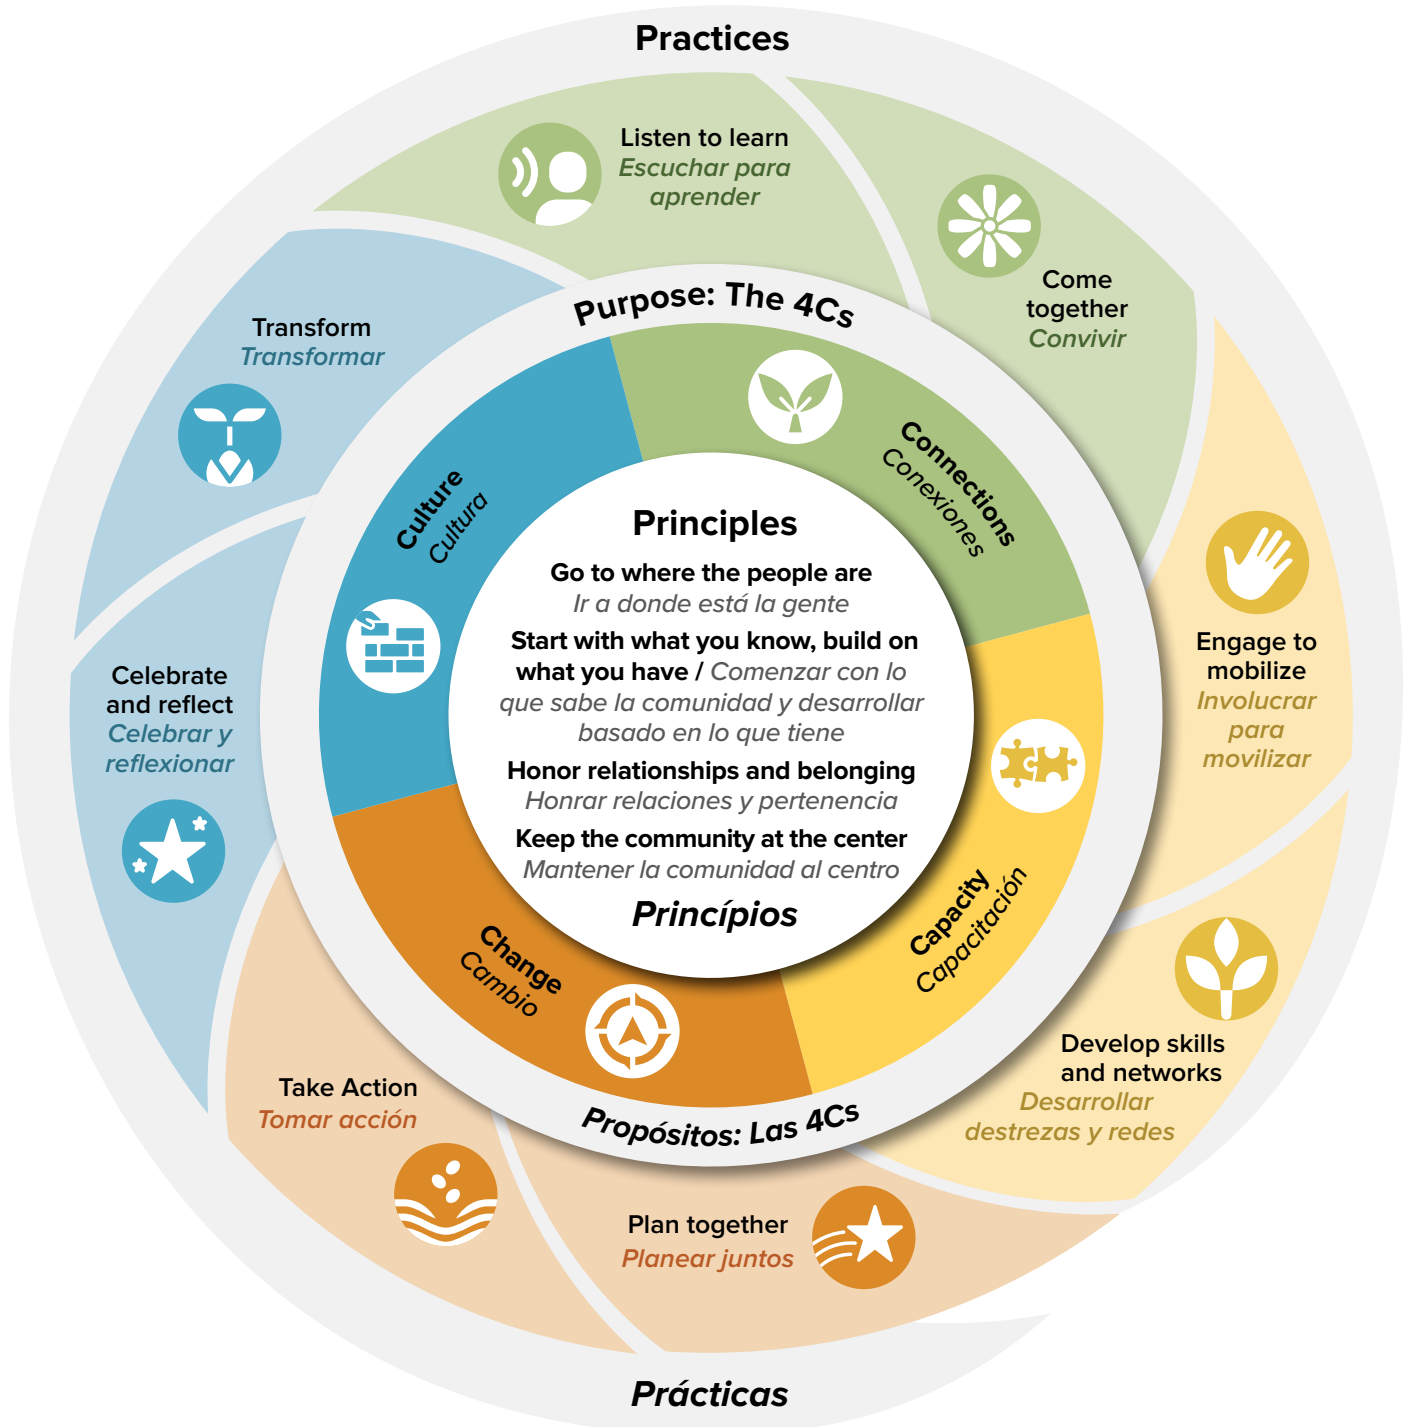 Practices
Listen to learn
Escuchar para
aprender
Come
together
Convivir
Engage to
mobilize
Involucrar
para
movilizar
Develop skills
and networks
Desarrollar
destrezas y redes
Plan together
Planear juntos
Take Action
Tomar acción
Celebrate
and reflect
Celebrar y
reflexionar
Transform
Transformar
Purpose: The 4Cs
Connections
Conexiones
Capacity
Capacitación
Change
Cambio
Culture
Cultura
Propósitos: Las 4Cs
Principles
Go to where the people are
Ir a donde está la gente
Start with what you know, build on
what you have / Comenzar con lo
que sabe la comunidad y desarrollar
basado en lo que tiene
Honor relationships and belonging
Honrar relaciones y pertenencia
Keep the community at the center
Mantener la comunidad al centro
Princípios
Prácticas